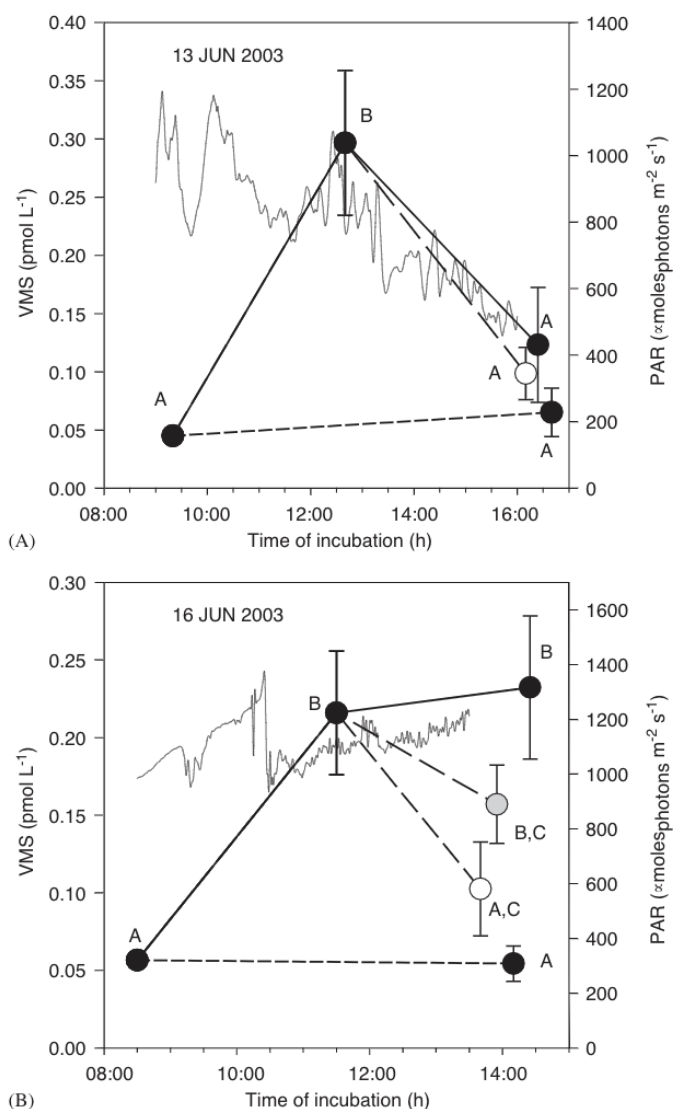 0.40
0.35
0.30
0.25
0.20
0.15
0.10
0.05
0.00
VMS (pmol L⁻¹)
13 JUN 2003
A
B
A
A
A
1400
1200
1000
800
600
400
200
0
PAR (∝molesphotons m⁻² s⁻¹)
08:00 10:00 12:00 14:00 16:00
(A) Time of incubation (h)
0.30
0.25
0.20
0.15
0.10
0.05
0.00
VMS (pmol L⁻¹)
16 JUN 2003
A
B
B
B,C
A,C
A
1600
1400
1200
1000
800
600
400
200
0
PAR (∝molesphotons m⁻² s⁻¹)
08:00 10:00 12:00 14:00
(B) Time of incubation (h)